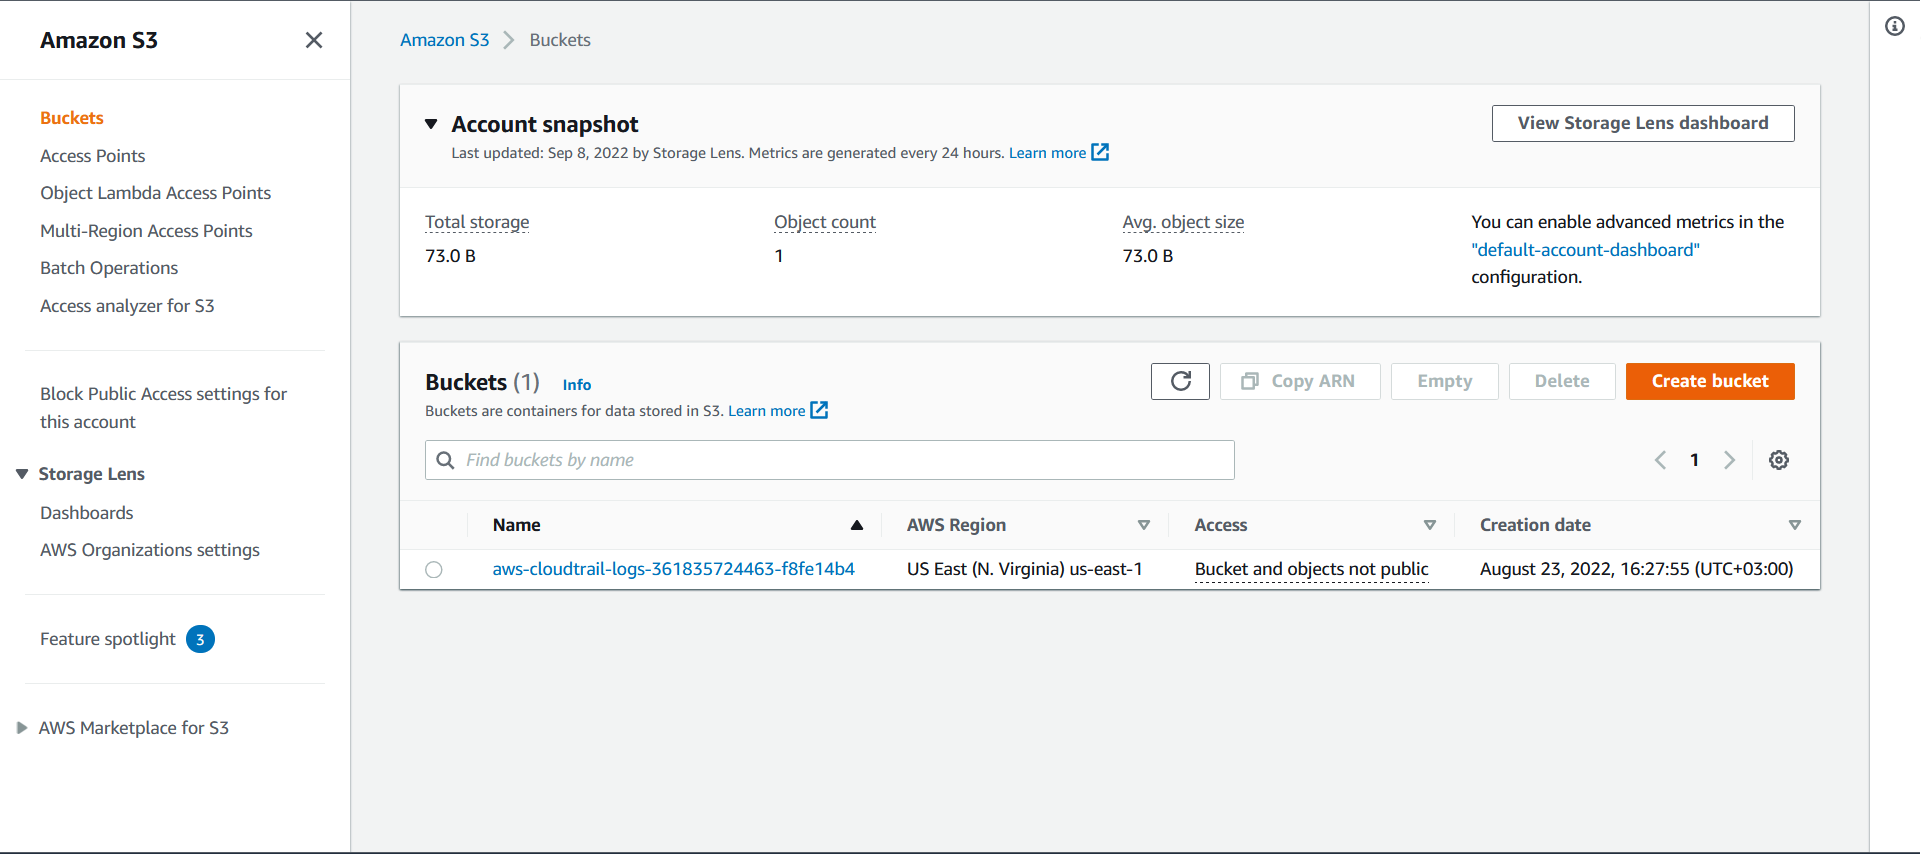 Amazon S3
Buckets
Access Points
Object Lambda Access Points
Multi-Region Access Points
Batch Operations
Access analyzer for S3
Block Public Access settings for
this account
Storage Lens
Dashboards
AWS Organizations settings
Feature spotlight 3
AWS Marketplace for S3
Amazon S3 Buckets
Account snapshot
View Storage Lens dashboard
Last updated: Sep 8, 2022 by Storage Lens. Metrics are generated every 24 hours. Learn more
Total storage
73.0 B
Object count
1
Avg. object size
73.0 B
You can enable advanced metrics in the
"default-account-dashboard"
configuration.
Buckets (1) Info
Buckets are containers for data stored in S3. Learn more
Copy ARN Empty Delete Create bucket
Find buckets by name
1
Name AWS Region Access Creation date
aws-cloudtrail-logs-361835724463-f8fe14b4 US East (N. Virginia) us-east-1 Bucket and objects not public August 23, 2022, 16:27:55 (UTC+03:00)